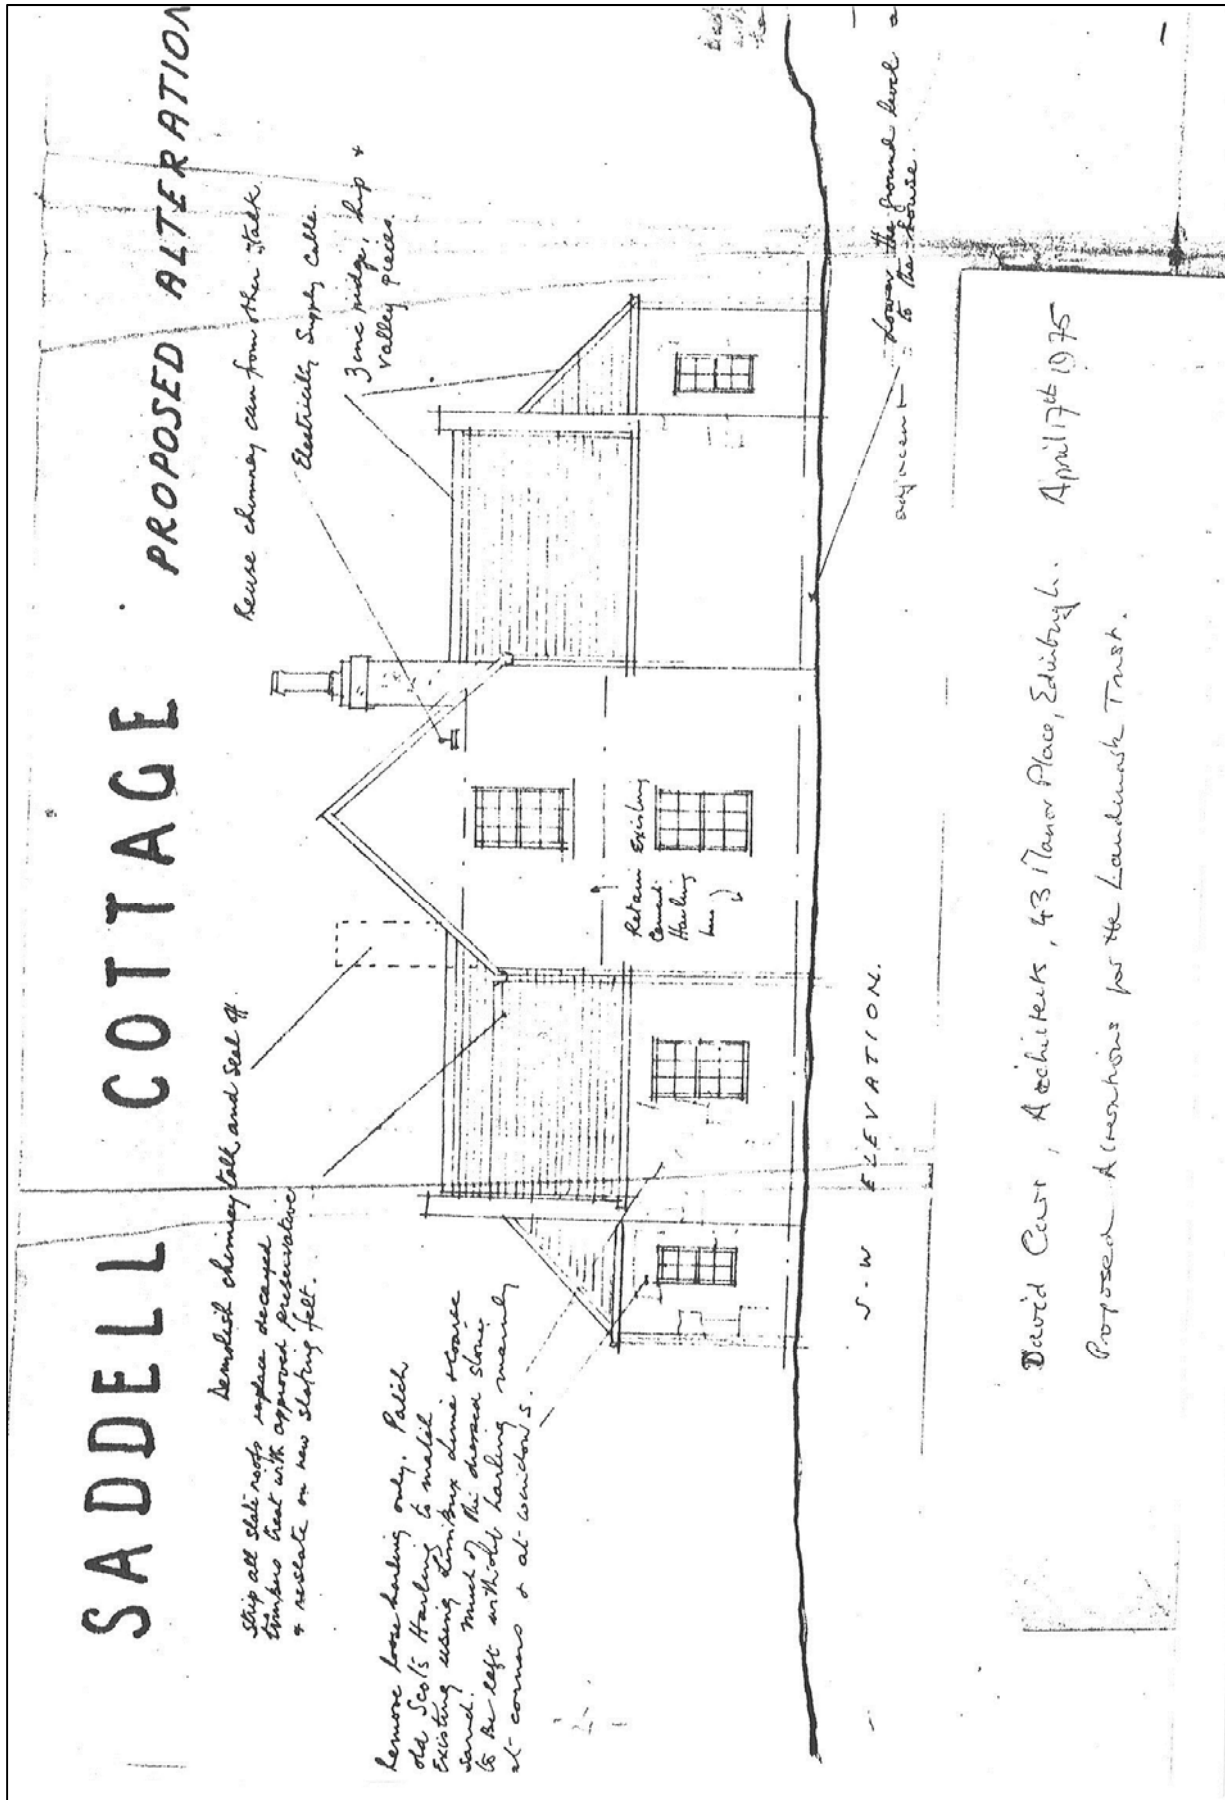 SADDELL COTTAGE PROPOSED ALTERATION
Demolish chimney stalk and seal off
Strip all slate roofs replace decayed
timbers treat with approved preservative
& reslate on new slating felt.
Reuse chimney can from other stalk.
Electricity Supply Cable.
Zinc ridge, hip &
valley pieces.
Remove loose harling only. Patch
old Scots Harling to match
existing using lime & coarse
sand. Much of the dressed stone
to be left without harling mainly
at corners & at windows.
Retain Existing
Cement
Harling
here
Lower the ground level
adjacent to the house.
S-W ELEVATION.
David Carr, Architects, 43 Manor Place, Edinburgh. April 17th 1975
Proposed Alterations for the Landmark Trust.